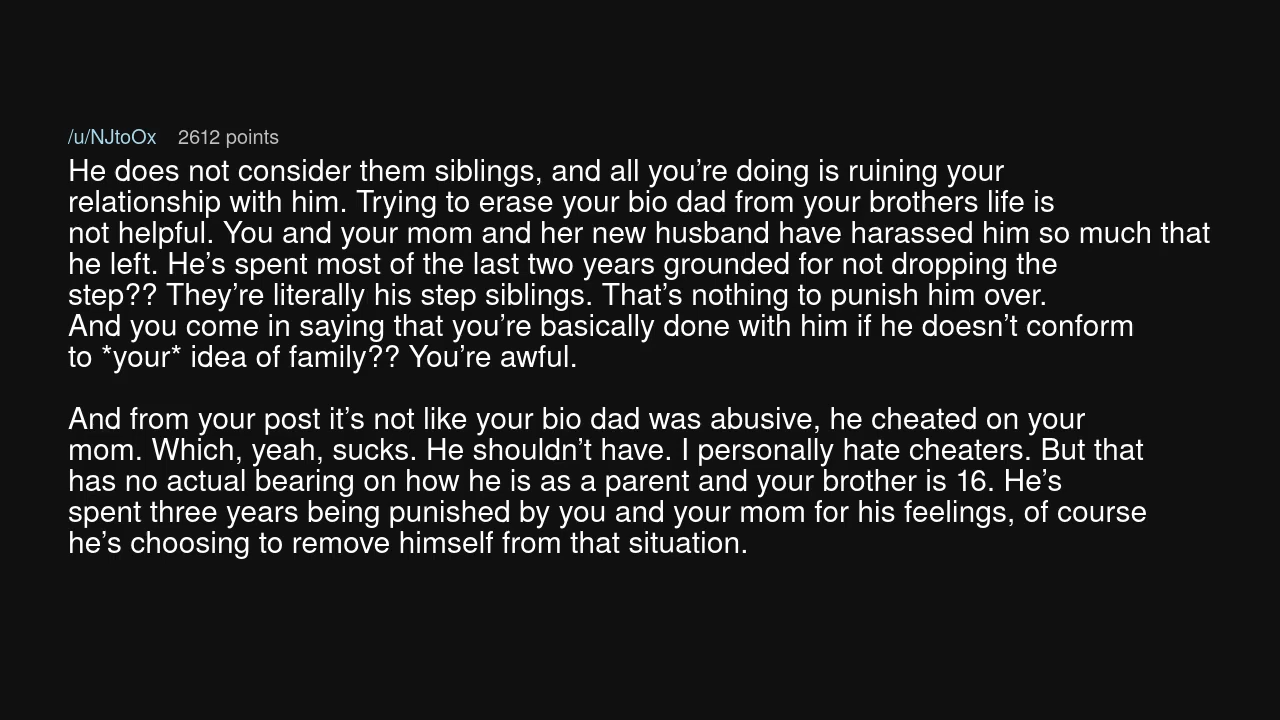 /u/NJtoOx 2612 points
He does not consider them siblings, and all you’re doing is ruining your
relationship with him. Trying to erase your bio dad from your brothers life is
not helpful. You and your mom and her new husband have harassed him so much that
he left. He’s spent most of the last two years grounded for not dropping the
step?? They’re literally his step siblings. That’s nothing to punish him over.
And you come in saying that you’re basically done with him if he doesn’t conform
to *your* idea of family?? You’re awful.

And from your post it’s not like your bio dad was abusive, he cheated on your
mom. Which, yeah, sucks. He shouldn’t have. I personally hate cheaters. But that
has no actual bearing on how he is as a parent and your brother is 16. He’s
spent three years being punished by you and your mom for his feelings, of course
he’s choosing to remove himself from that situation.